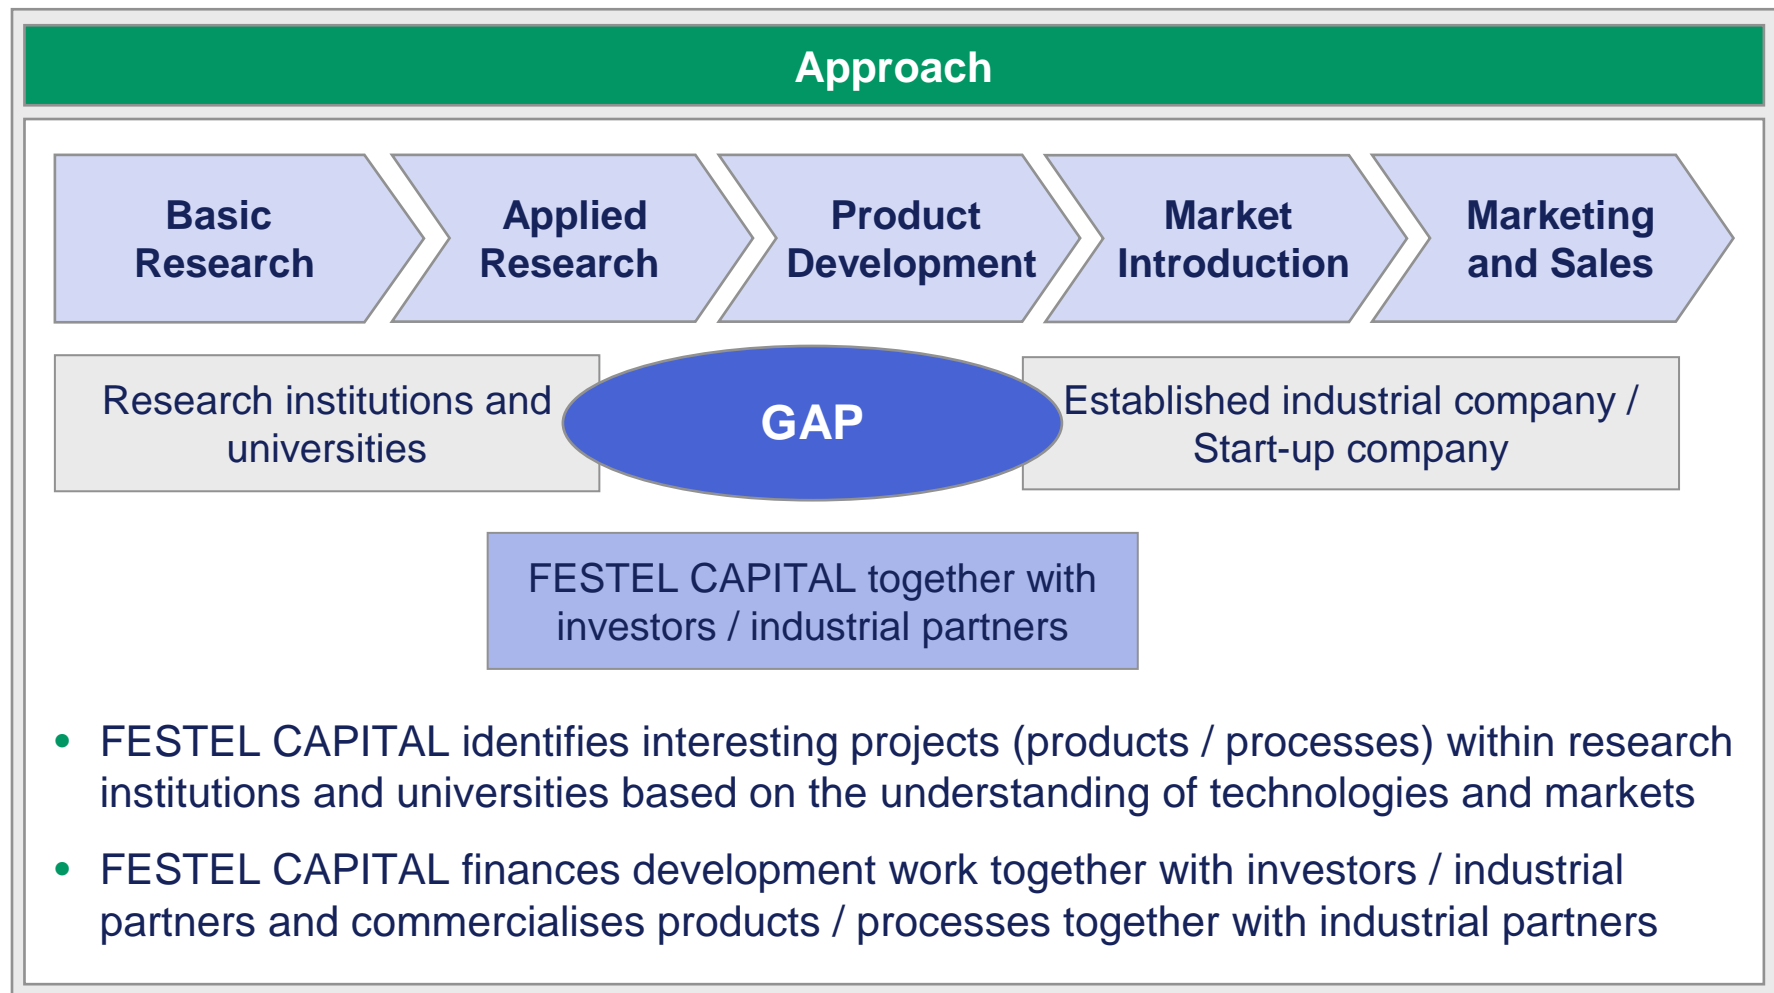 Approach
Basic
Research
Applied
Research
Product
Development
Market
Introduction
Marketing
and Sales
Research institutions and
universities
GAP
Established industrial company /
Start-up company
FESTEL CAPITAL together with
investors / industrial partners
• FESTEL CAPITAL identifies interesting projects (products / processes) within research
institutions and universities based on the understanding of technologies and markets
• FESTEL CAPITAL finances development work together with investors / industrial
partners and commercialises products / processes together with industrial partners